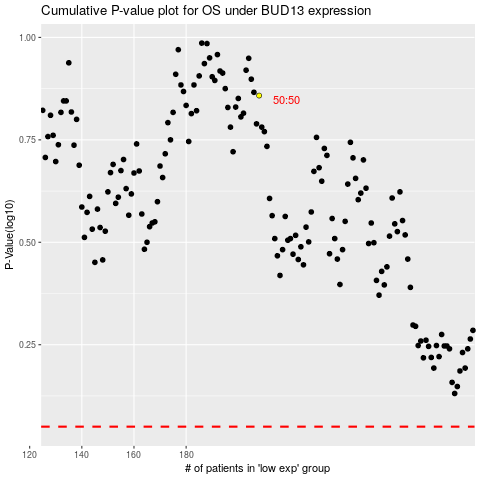 Cumulative P-value plot for OS under BUD13 expression
1.00
0.75
0.50
0.25
P-Value(log10)
50:50
120 140 160 180
# of patients in 'low exp' group